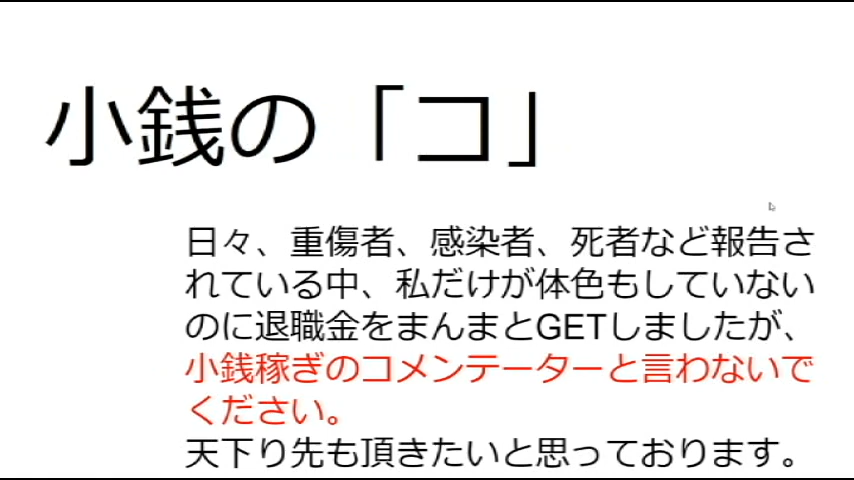 小銭の「コ」
日々、重傷者、感染者、死者など報告さ
れている中、私だけが体色もしていない
のに退職金をまんまとGETしましたが、
小銭稼ぎのコメンテーターと言わないで
ください。
天下り先も頂きたいと思っております。